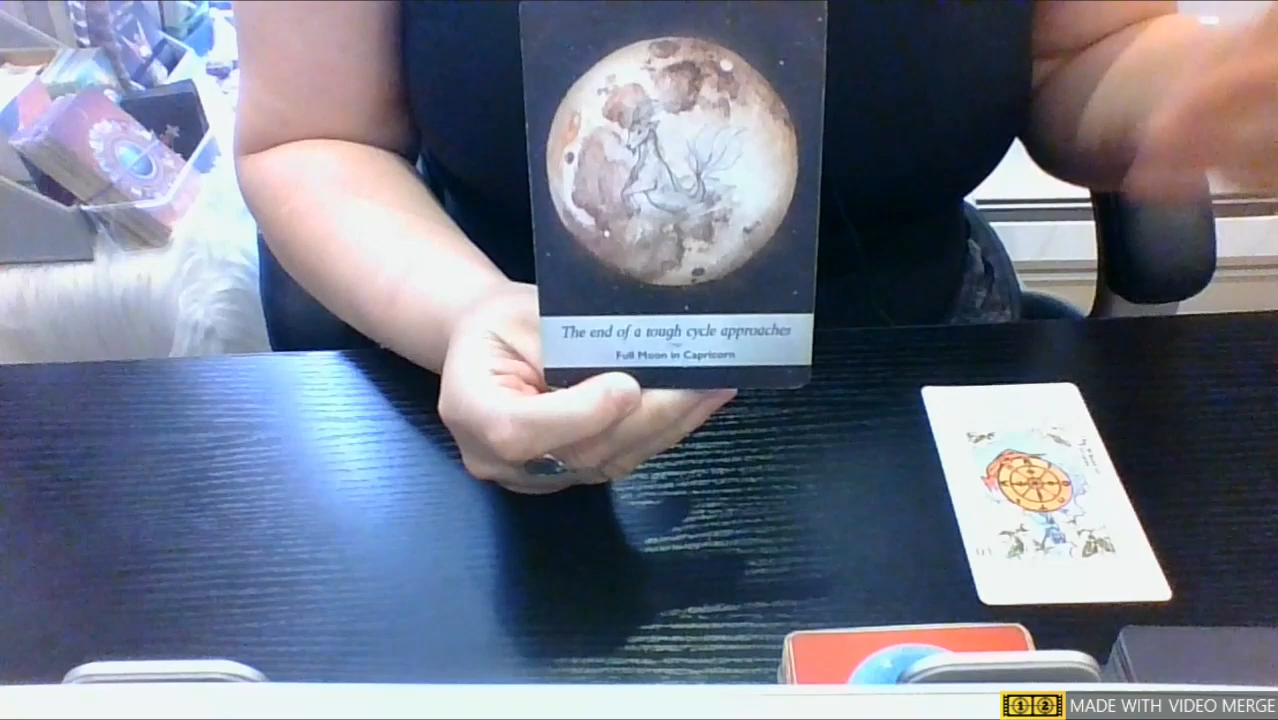 The end of a tough cycle approaches
Full Moon in Capricorn
MADE WITH VIDEO MERGE